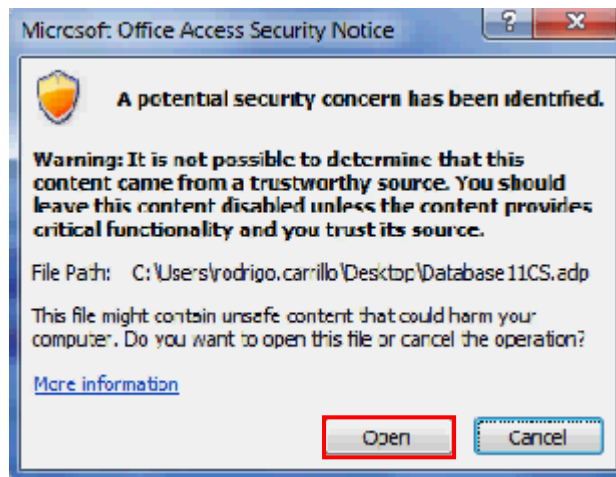 Microsoft Office Access Security Notice
A potential security concern has been identified.
Warning: It is not possible to determine that this
content came from a trustworthy source. You should
leave this content disabled unless the content provides
critical functionality and you trust its source.
File Path: C:\Users\rodrigo.carrillo\Desktop\Database11CS.adp
This file might contain unsafe content that could harm your
computer. Do you want to open this file or cancel the operation?
More information
Open Cancel